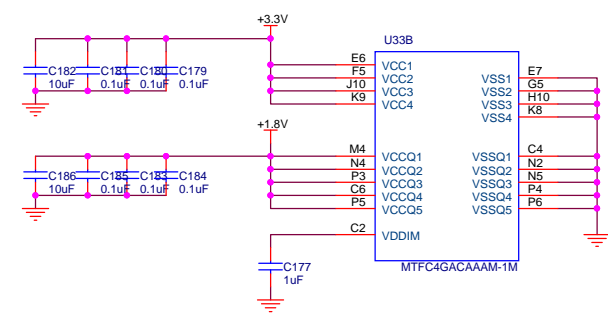 +3.3V
U33B
C182 C181 C180 C179
10uF 0.1uF 0.1uF 0.1uF
E6 VCC1
F5 VCC2
J10 VCC3
K9 VCC4
VSS1 E7
VSS2 G5
VSS3 H10
VSS4 K8
+1.8V
C186 C185 C183 C184
10uF 0.1uF 0.1uF 0.1uF
M4 VCCQ1
N4 VCCQ2
P3 VCCQ3
C6 VCCQ4
P5 VCCQ5
VSSQ1 C4
VSSQ2 N2
VSSQ3 N5
VSSQ4 P4
VSSQ5 P6
C2 VDDIM
C177
1uF
MTFC4GACAAAM-1M